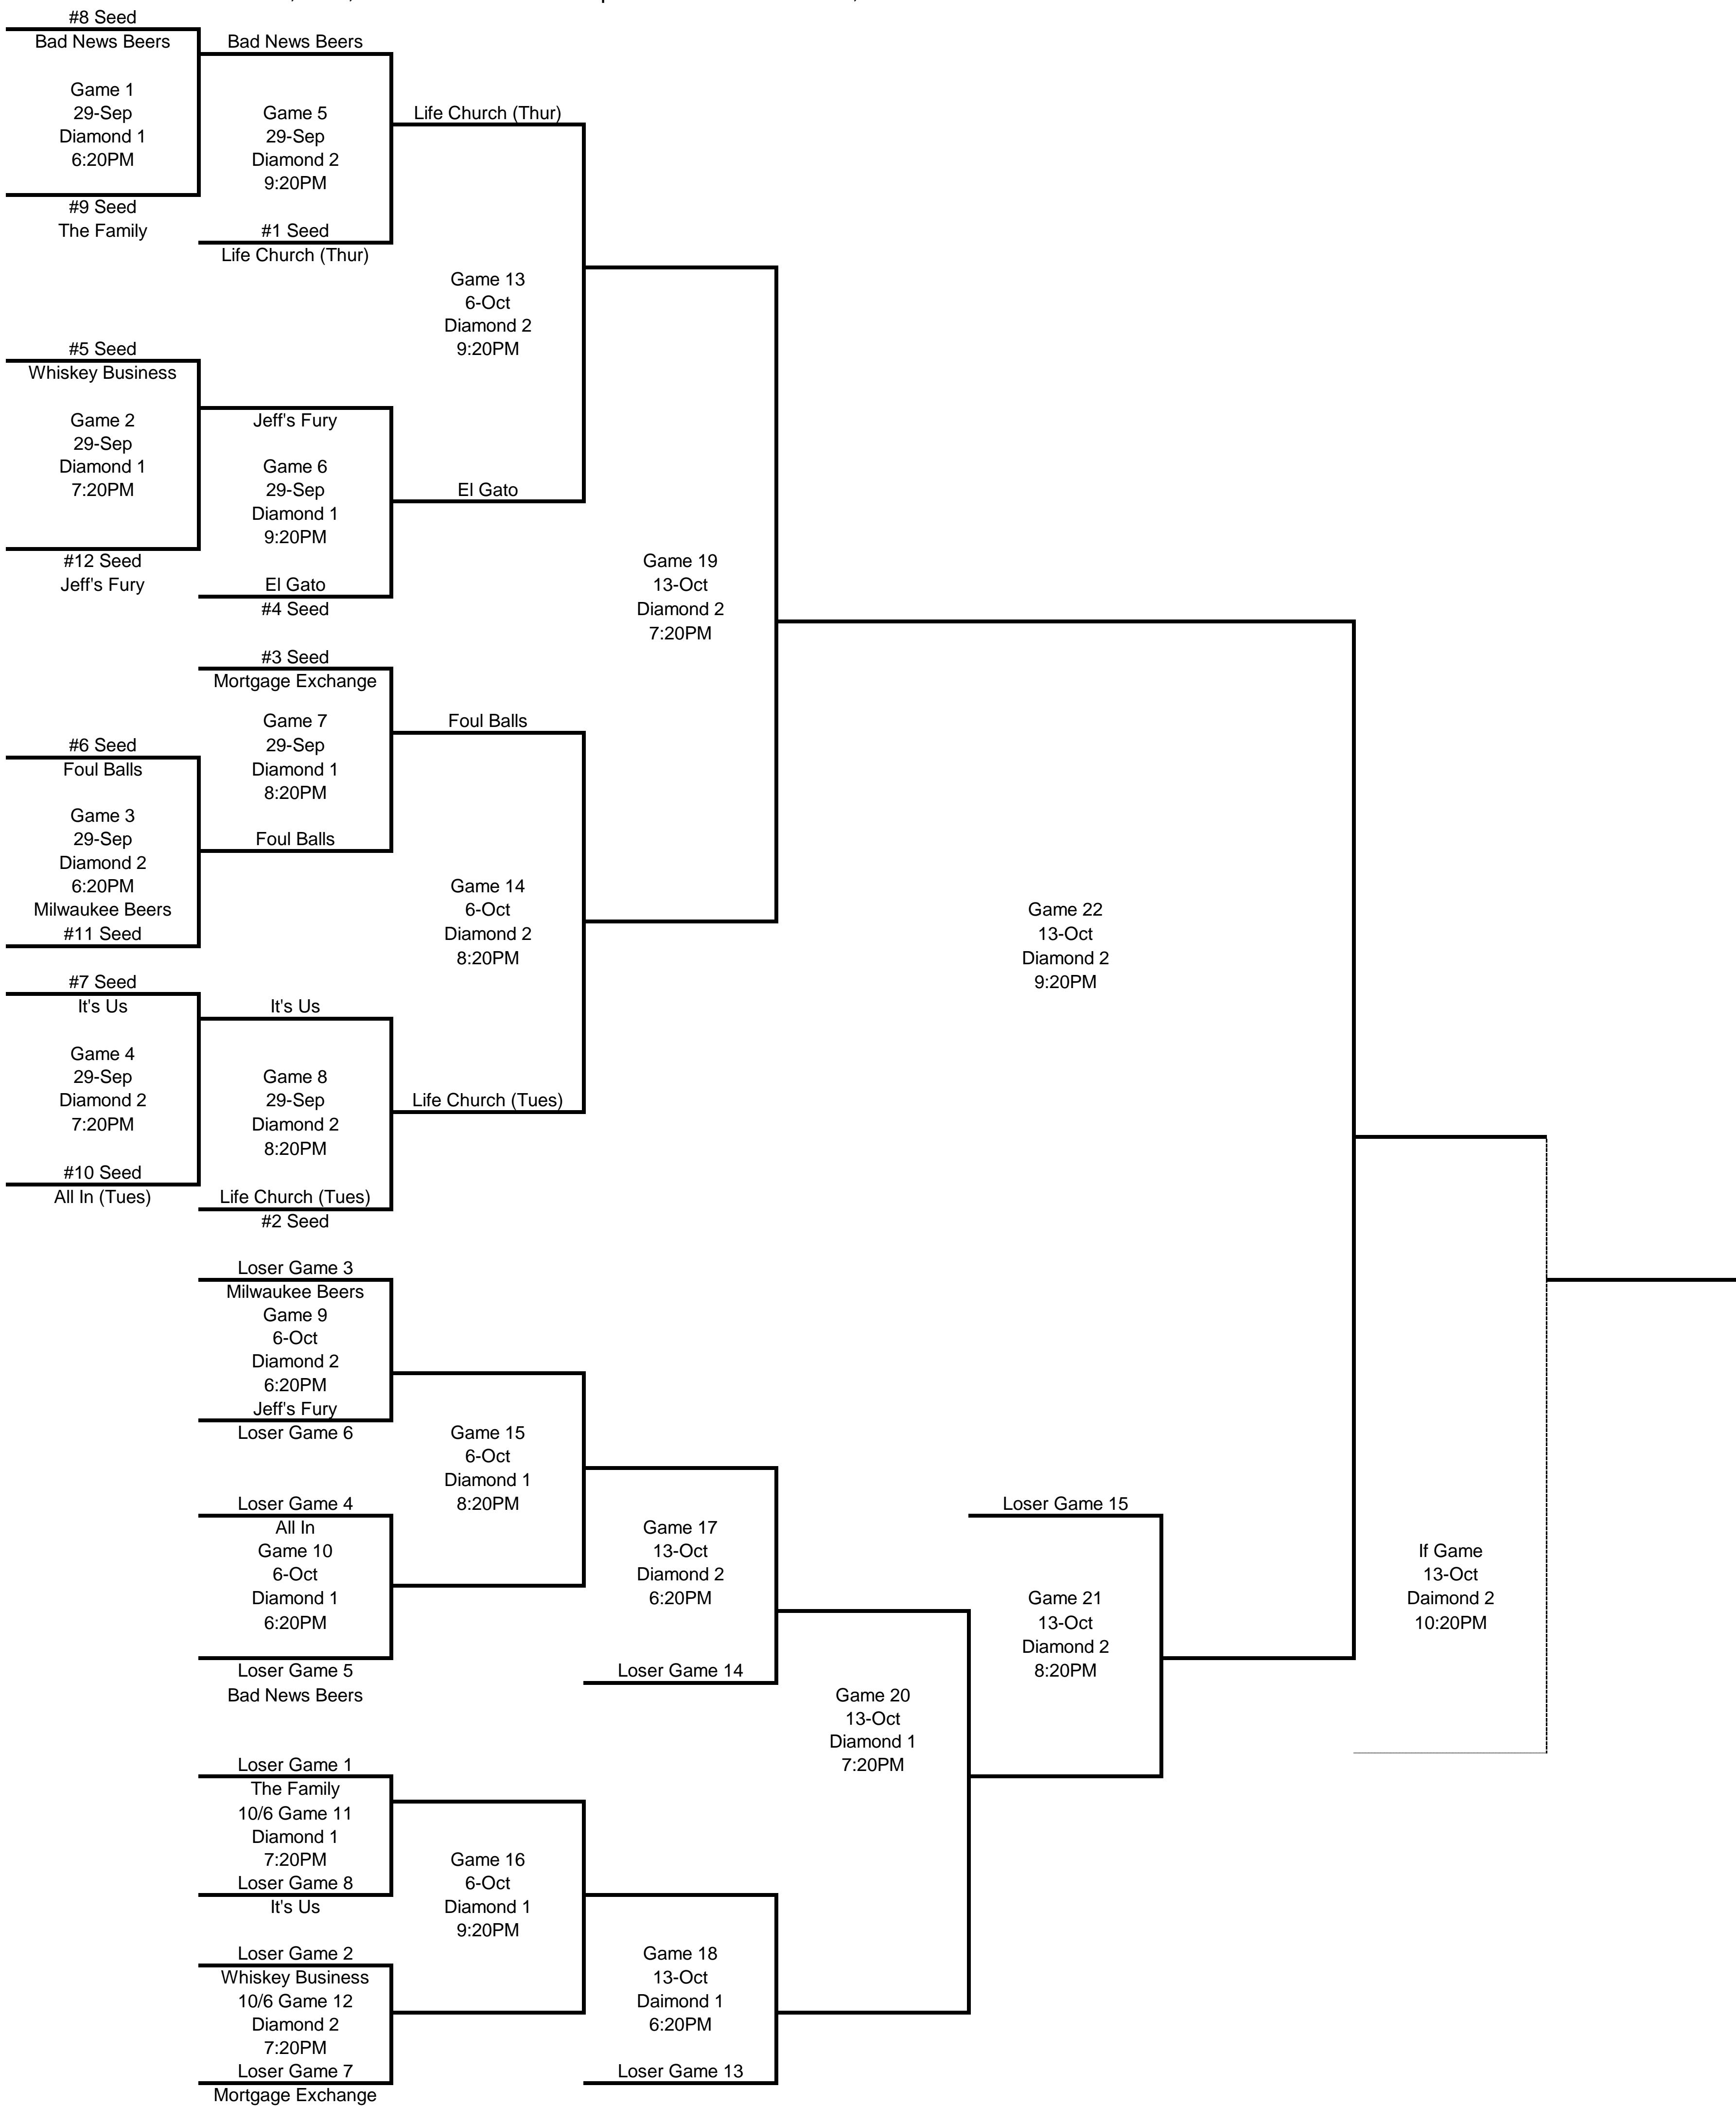 #8 Seed
Bad News Beers
Game 1
29-Sep
Diamond 1
6:20PM
#9 Seed
The Family
Bad News Beers
Game 5
29-Sep
Diamond 2
9:20PM
#1 Seed
Life Church (Thur)
Life Church (Thur)
Game 13
6-Oct
Diamond 2
9:20PM
#5 Seed
Whiskey Business
Game 2
29-Sep
Diamond 1
7:20PM
#12 Seed
Jeff's Fury
Jeff's Fury
Game 6
29-Sep
Diamond 1
9:20PM
El Gato
#4 Seed
El Gato
Game 19
13-Oct
Diamond 2
7:20PM
#3 Seed
Mortgage Exchange
Game 7
29-Sep
Diamond 1
8:20PM
Foul Balls
Foul Balls
#6 Seed
Foul Balls
Game 3
29-Sep
Diamond 2
6:20PM
Milwaukee Beers
#11 Seed
Game 14
6-Oct
Diamond 2
8:20PM
Game 22
13-Oct
Diamond 2
9:20PM
#7 Seed
It's Us
Game 4
29-Sep
Diamond 2
7:20PM
#10 Seed
All In (Tues)
It's Us
Game 8
29-Sep
Diamond 2
8:20PM
Life Church (Tues)
#2 Seed
Life Church (Tues)
Loser Game 3
Milwaukee Beers
Game 9
6-Oct
Diamond 2
6:20PM
Jeff's Fury
Loser Game 6
Game 15
6-Oct
Diamond 1
8:20PM
Loser Game 4
All In
Game 10
6-Oct
Diamond 1
6:20PM
Loser Game 5
Bad News Beers
Game 17
13-Oct
Diamond 2
6:20PM
Loser Game 14
Loser Game 15
Game 21
13-Oct
Diamond 2
8:20PM
If Game
13-Oct
Daimond 2
10:20PM
Game 20
13-Oct
Diamond 1
7:20PM
Loser Game 1
The Family
10/6 Game 11
Diamond 1
7:20PM
Loser Game 8
It's Us
Game 16
6-Oct
Diamond 1
9:20PM
Loser Game 2
Whiskey Business
10/6 Game 12
Diamond 2
7:20PM
Loser Game 7
Mortgage Exchange
Game 18
13-Oct
Daimond 1
6:20PM
Loser Game 13